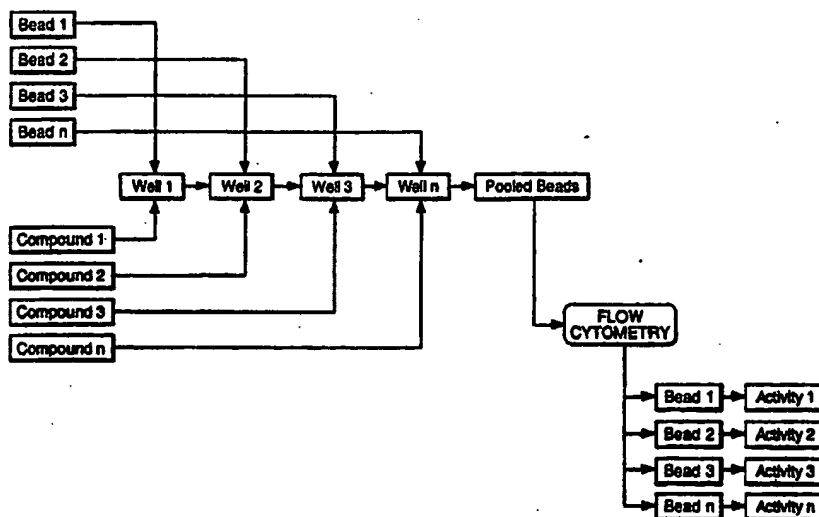 Bead 1
Bead 2
Bead 3
Bead n
Well 1
Well 2
Well 3
Well n
Pooled Beads
Compound 1
Compound 2
Compound 3
Compound n
FLOW
CYTOMETRY
Bead 1
Activity 1
Bead 2
Activity 2
Bead 3
Activity 3
Bead n
Activity n